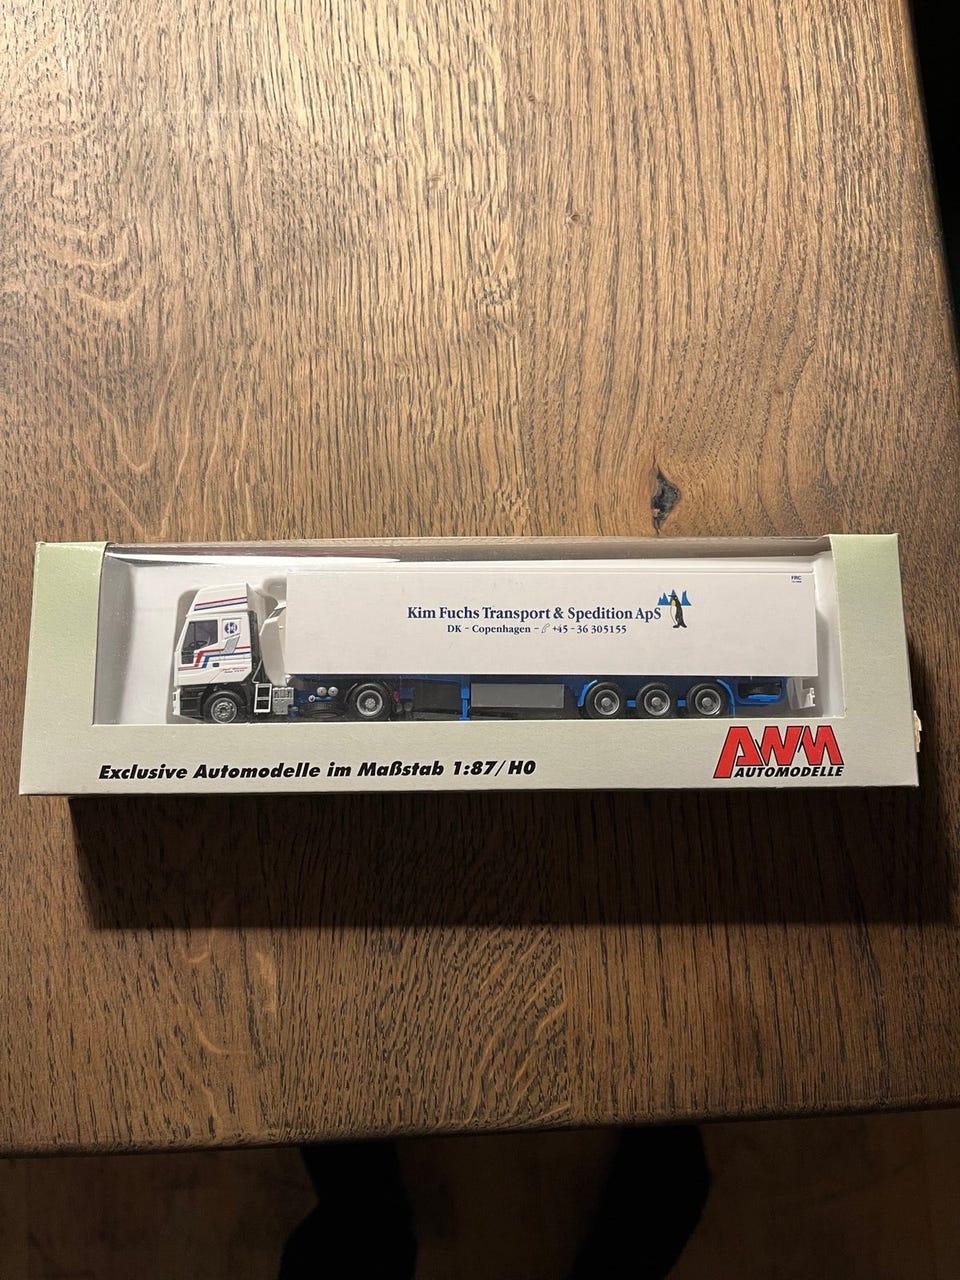 FRC
Kim Fuchs Transport & Spedition ApS
DK - Copenhagen - +45 - 36 305155
AWM
AUTOMODELLE
Exclusive Automodelle im Maßstab 1:87/H0